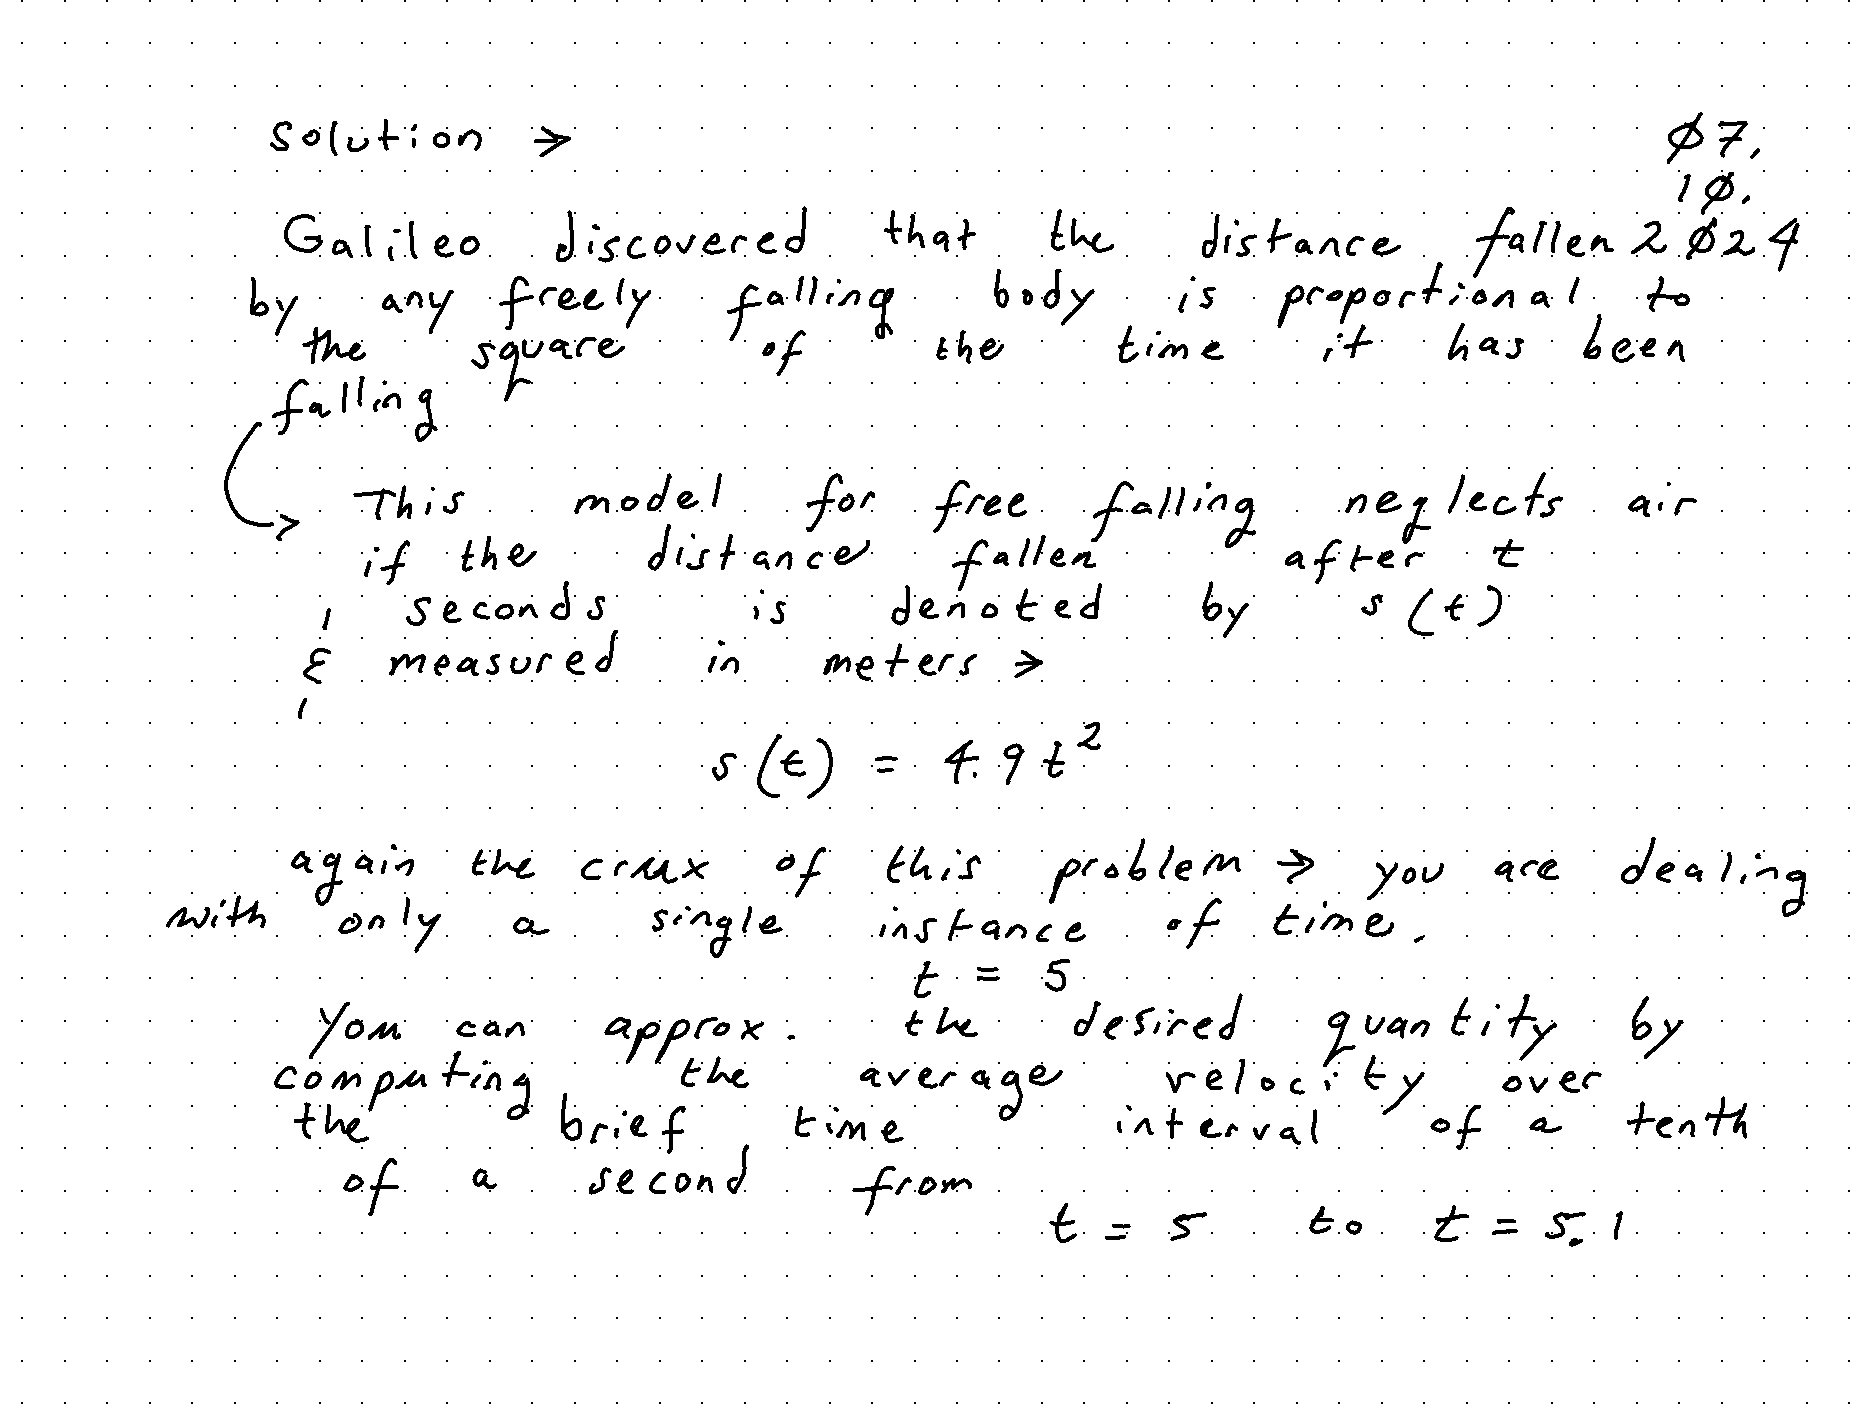 Solution →
Ø7.
1Ø.
2Ø24
Galileo discovered that the distance fallen
by any freely falling body is proportional to
the square of the time it has been
falling
This model for free falling neglects air
if the distance fallen after t
seconds is denoted by s(t)
& measured in meters →
s(t) = 4.9t²
again the crux of this problem → you are dealing
with only a single instance of time.
t = 5
You can approx. the desired quantity by
computing the average velocity over
the brief time interval of a tenth
of a second from
t = 5 to t = 5.1